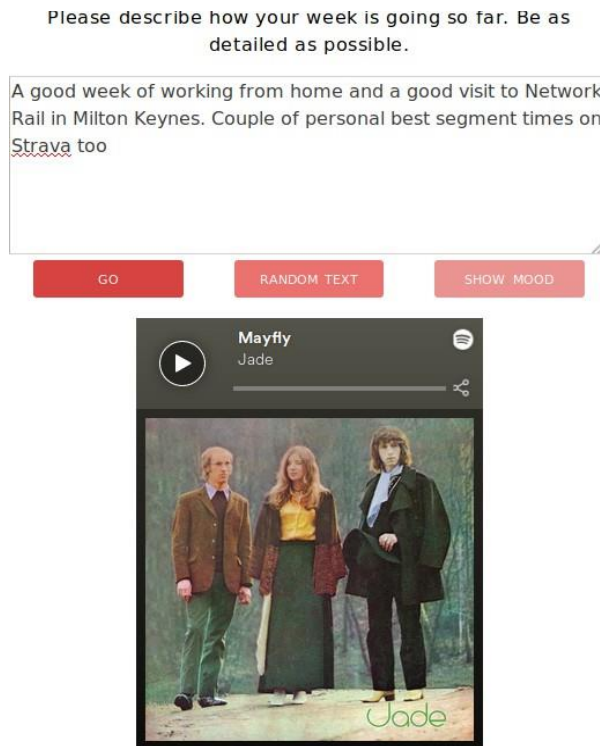 Please describe how your week is going so far. Be as
detailed as possible.
A good week of working from home and a good visit to Network
Rail in Milton Keynes. Couple of personal best segment times on
Strava too
GO
RANDOM TEXT
SHOW MOOD
Mayfly
Jade
Jade